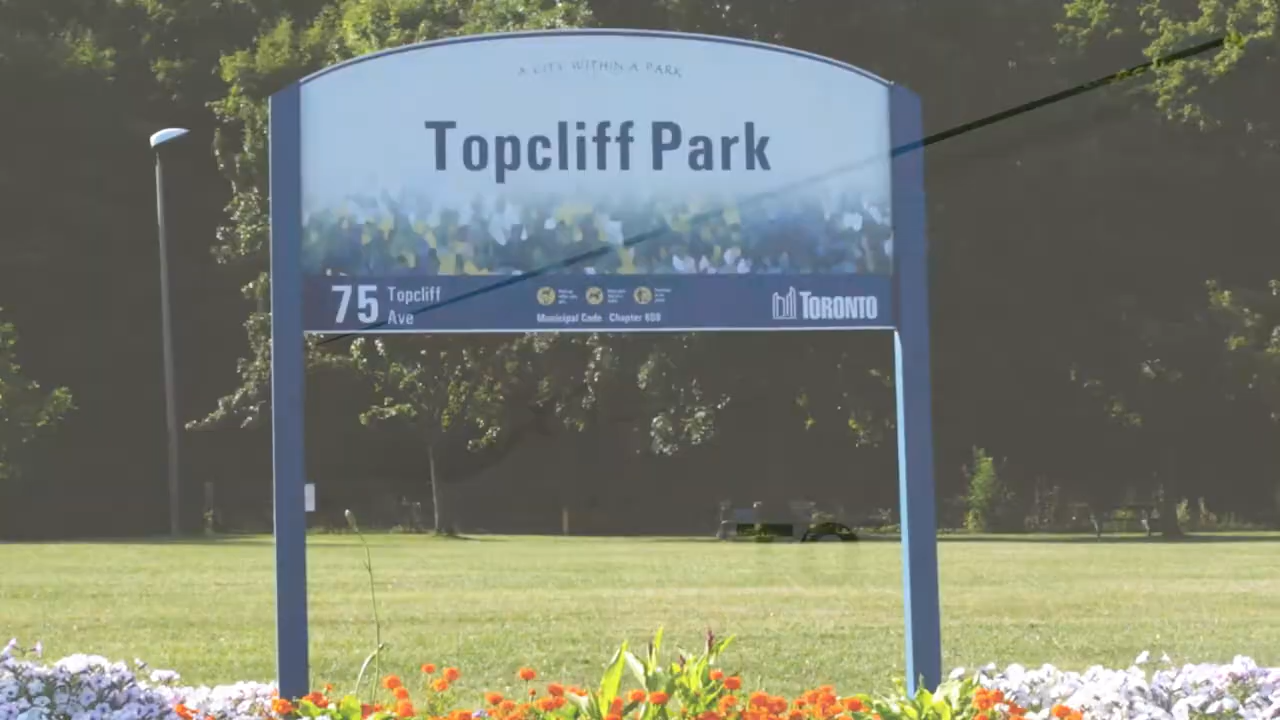 A CITY WITHIN A PARK
Topcliff Park
75 Topcliff Ave
Municipal Code Chapter 608
TORONTO